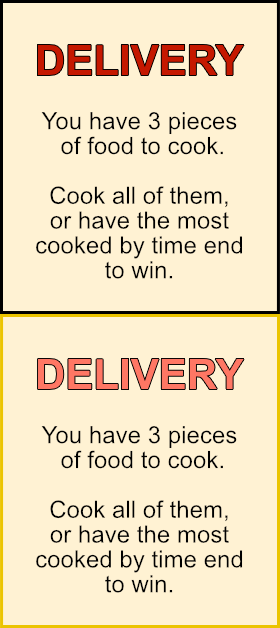 DELIVERY
You have 3 pieces
of food to cook.
Cook all of them,
or have the most
cooked by time end
to win.
DELIVERY
You have 3 pieces
of food to cook.
Cook all of them,
or have the most
cooked by time end
to win.